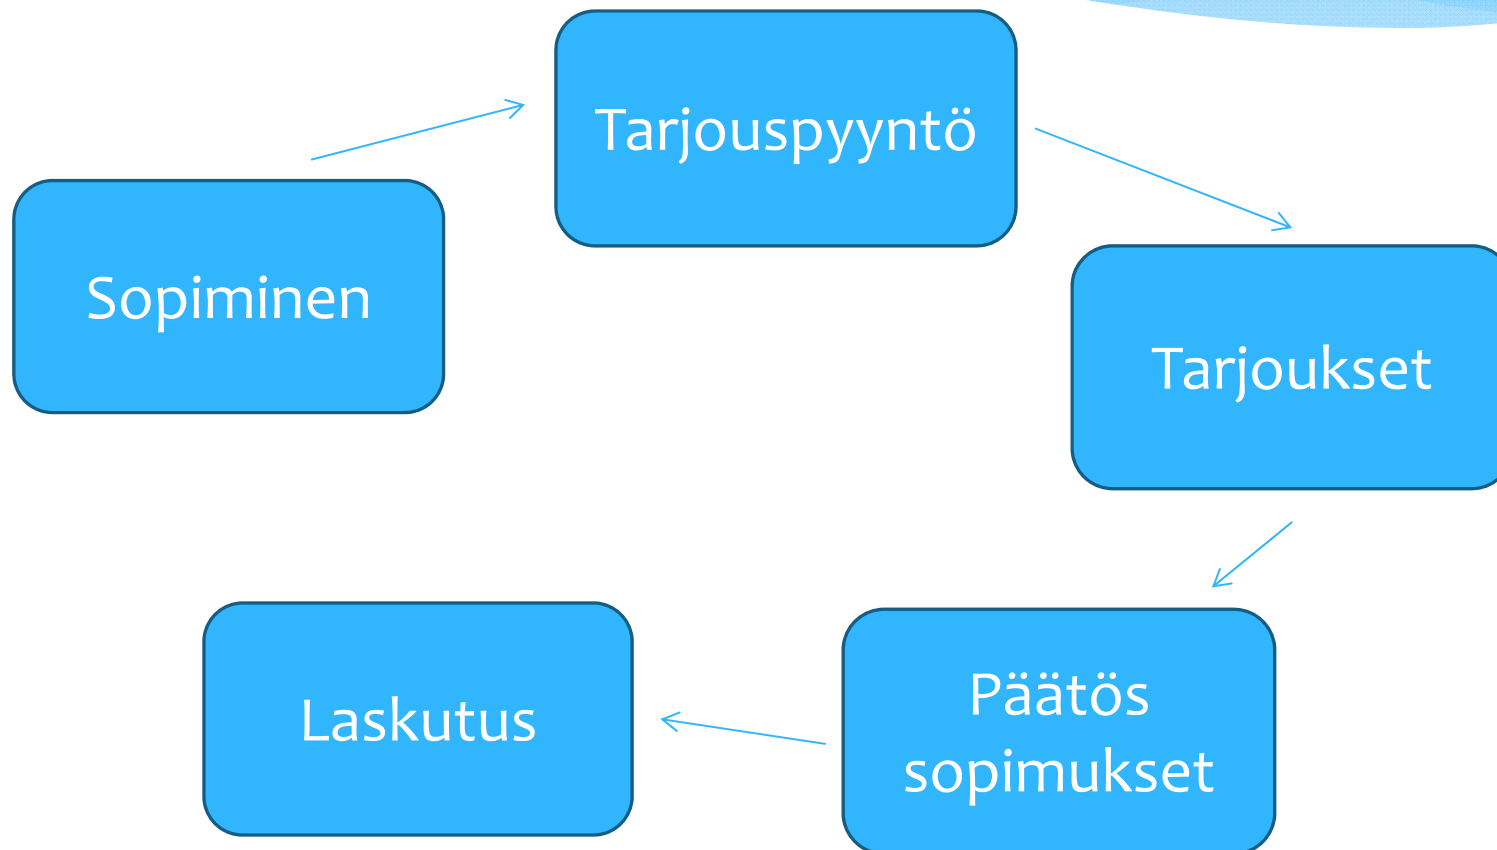 Sopiminen
Tarjouspyyntö
Tarjoukset
Päätös
sopimukset
Laskutus